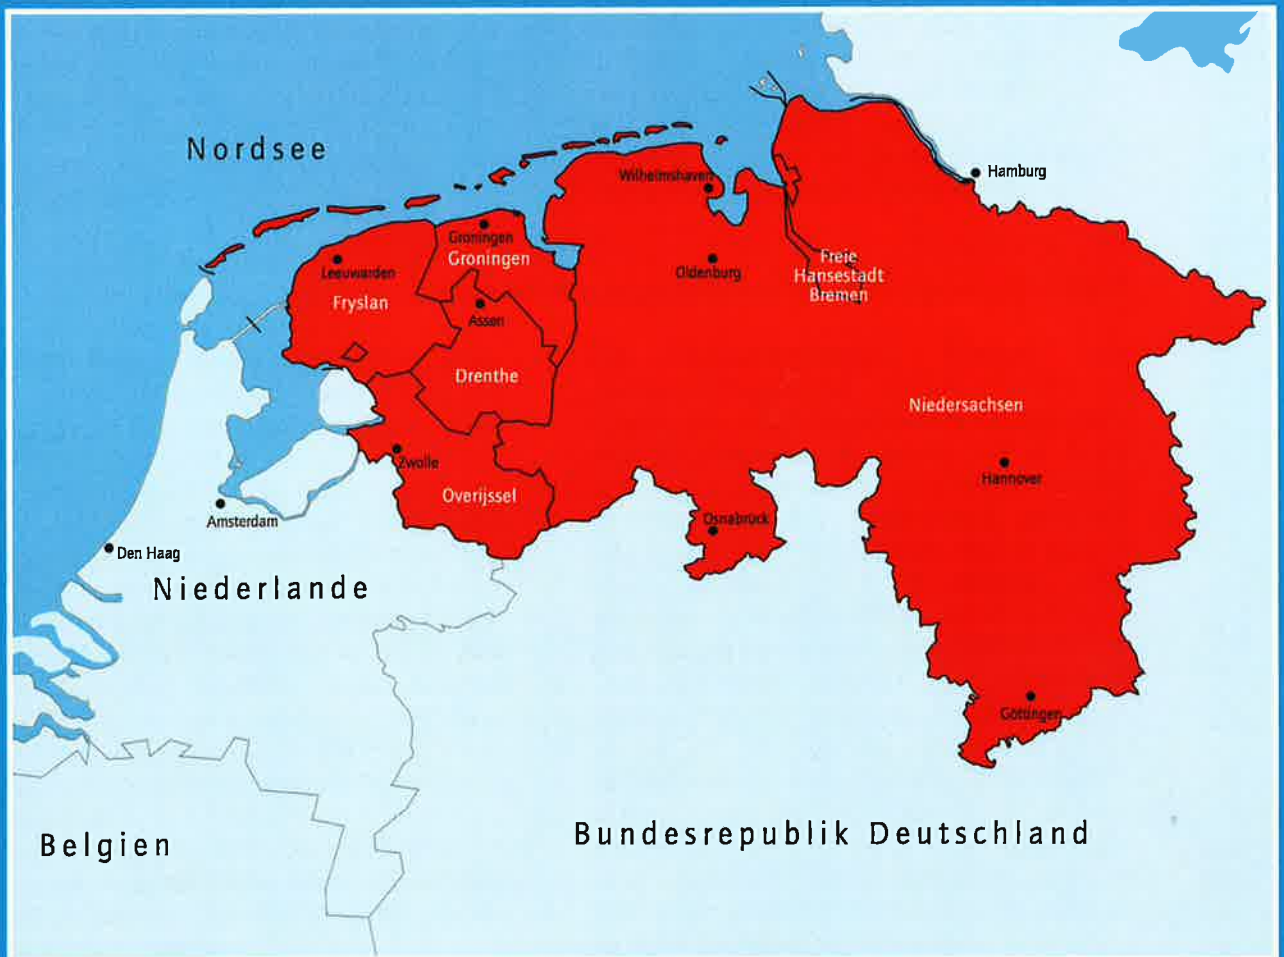 Nordsee
Hamburg
Wilhelmshaven
Groningen
Groningen
Leeuwarden
Oldenburg
Freie
Hansestadt
Bremen
Fryslan
Assen
Drenthe
Niedersachsen
Zwolle
Hannover
Overijssel
Amsterdam
Osnabrück
Den Haag
Niederlande
Göttingen
Belgien
Bundesrepublik Deutschland